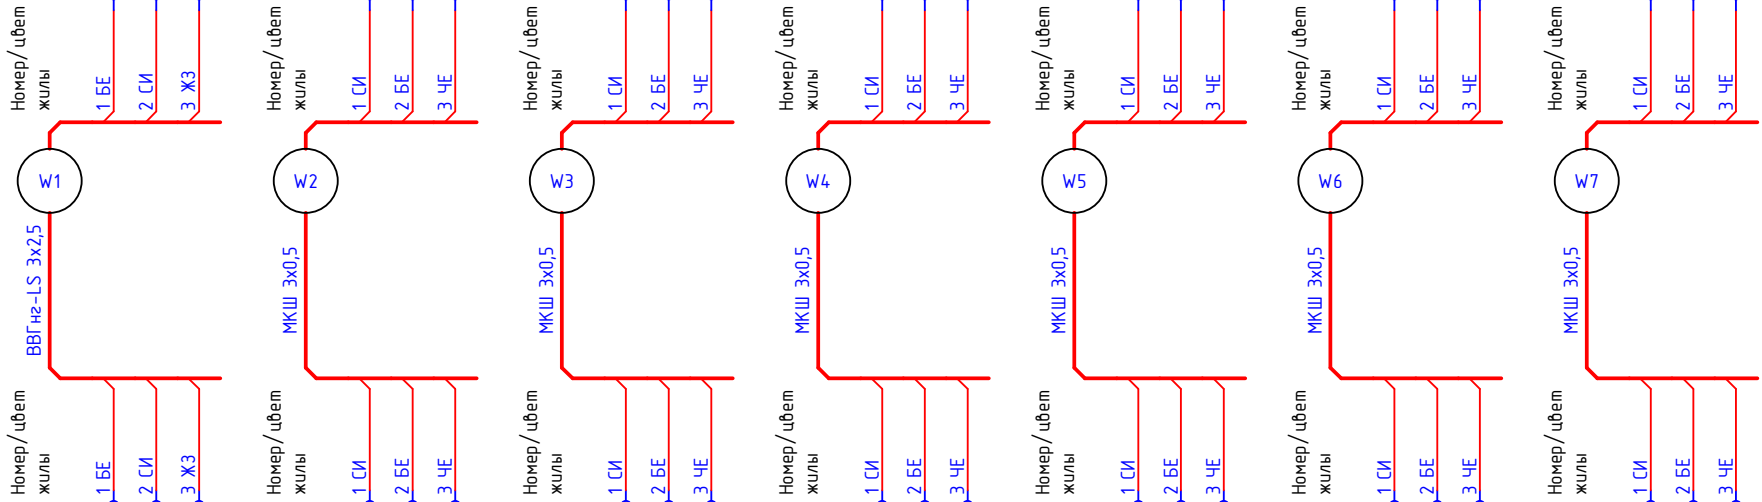 Номер/цвет
жилы
1 БЕ
2 СИ
3 ЖЗ
Номер/цвет
жилы
1 СИ
2 БЕ
3 ЧЕ
Номер/цвет
жилы
1 СИ
2 БЕ
3 ЧЕ
Номер/цвет
жилы
1 СИ
2 БЕ
3 ЧЕ
Номер/цвет
жилы
1 СИ
2 БЕ
3 ЧЕ
Номер/цвет
жилы
1 СИ
2 БЕ
3 ЧЕ
Номер/цвет
жилы
1 СИ
2 БЕ
3 ЧЕ
W1
W2
W3
W4
W5
W6
W7
ВВГнг-LS 3х2,5
МКШ 3х0,5
МКШ 3х0,5
МКШ 3х0,5
МКШ 3х0,5
МКШ 3х0,5
МКШ 3х0,5
Номер/цвет
жилы
1 БЕ
2 СИ
3 ЖЗ
Номер/цвет
жилы
1 СИ
2 БЕ
3 ЧЕ
Номер/цвет
жилы
1 СИ
2 БЕ
3 ЧЕ
Номер/цвет
жилы
1 СИ
2 БЕ
3 ЧЕ
Номер/цвет
жилы
1 СИ
2 БЕ
3 ЧЕ
Номер/цвет
жилы
1 СИ
2 БЕ
3 ЧЕ
Номер/цвет
жилы
1 СИ
2 БЕ
3 ЧЕ